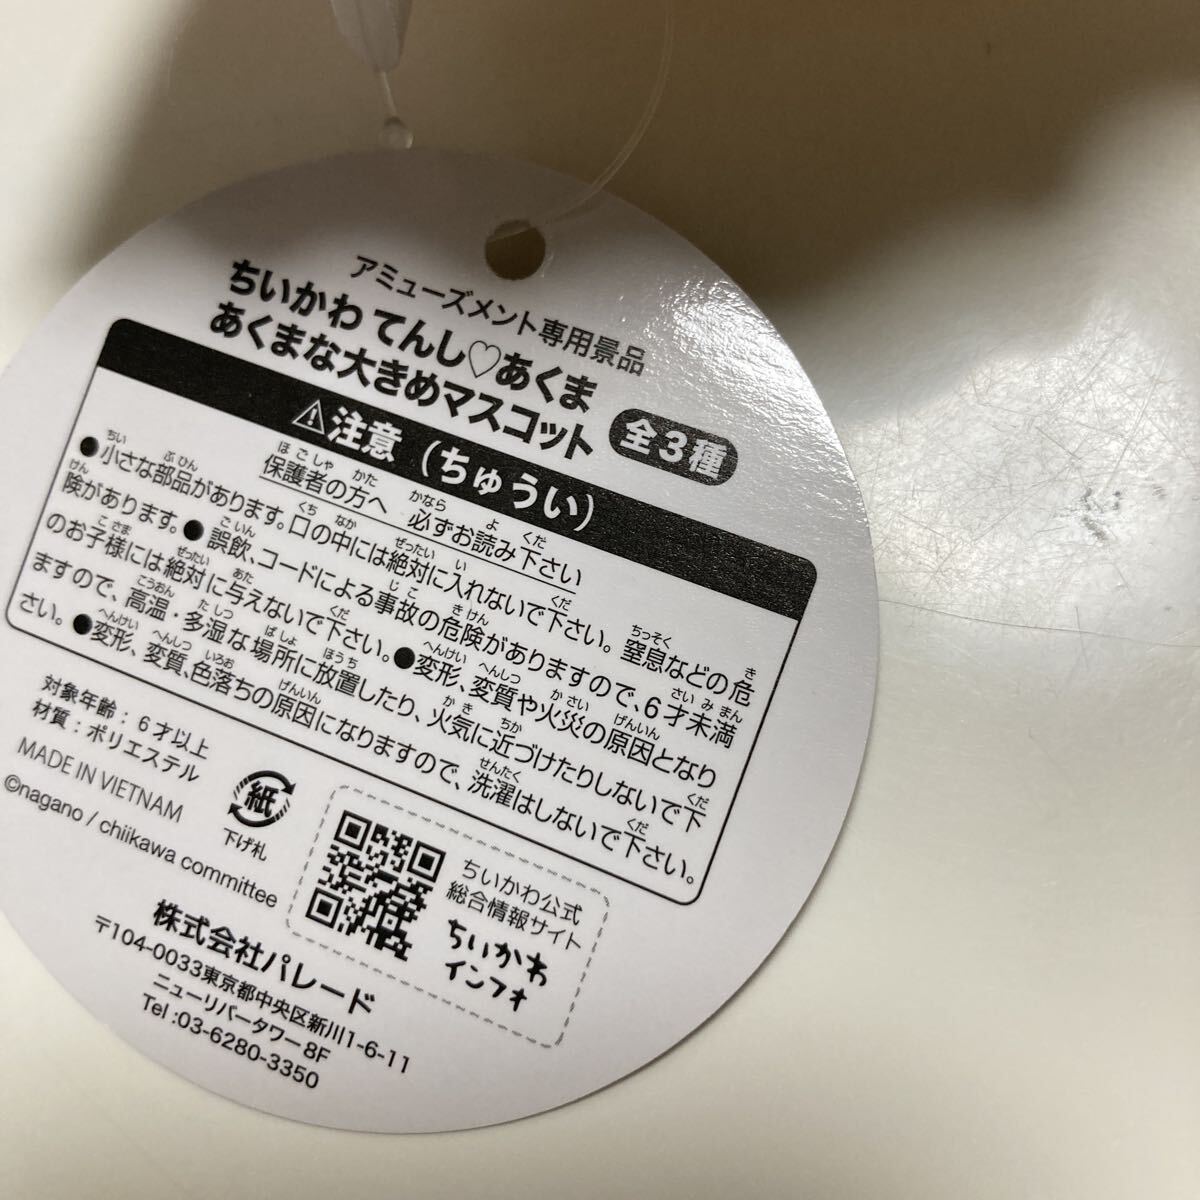 アミューズメント専用景品
ちいかわ てんし♡あくま
あくまな大きめマスコット 全3種
⚠注意（ちゅうい）
保護者の方へ 必ずお読み下さい
●小さな部品があります。口の中には絶対に入れないで下さい。窒息などの危
険があります。●誤飲、コードによる事故の危険がありますので、6才未満
のお子様には絶対に与えないで下さい。●変形、変質や火災の原因となり
ますので、高温・多湿な場所に放置したり、火気に近づけたりしないで下
さい。●変形、変質、色落ちの原因になりますので、洗濯はしないで下さい。
対象年齢：6才以上
材質：ポリエステル
MADE IN VIETNAM
©nagano / chiikawa committee
紙
下げ札
ちいかわ公式
総合情報サイト
ちいかわ
インフォ
株式会社パレード
〒104-0033東京都中央区新川1-6-11
ニューリバータワー8F
Tel :03-6280-3350